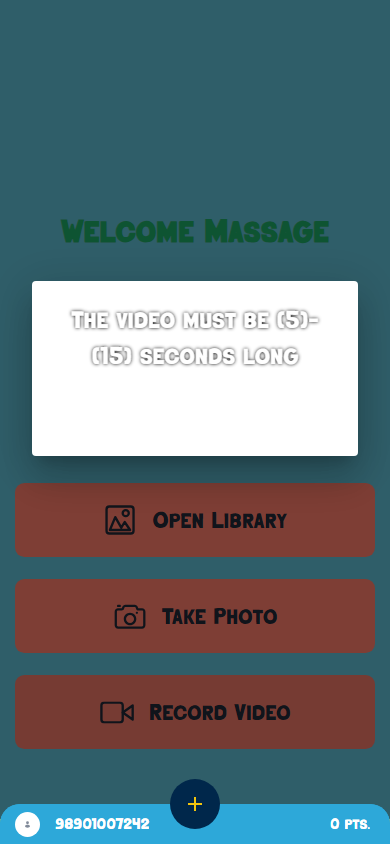 Welcome Massage
The video must be (5)-
(15) seconds long
Open Library
Take Photo
Record Video
98901007242
0 pts.